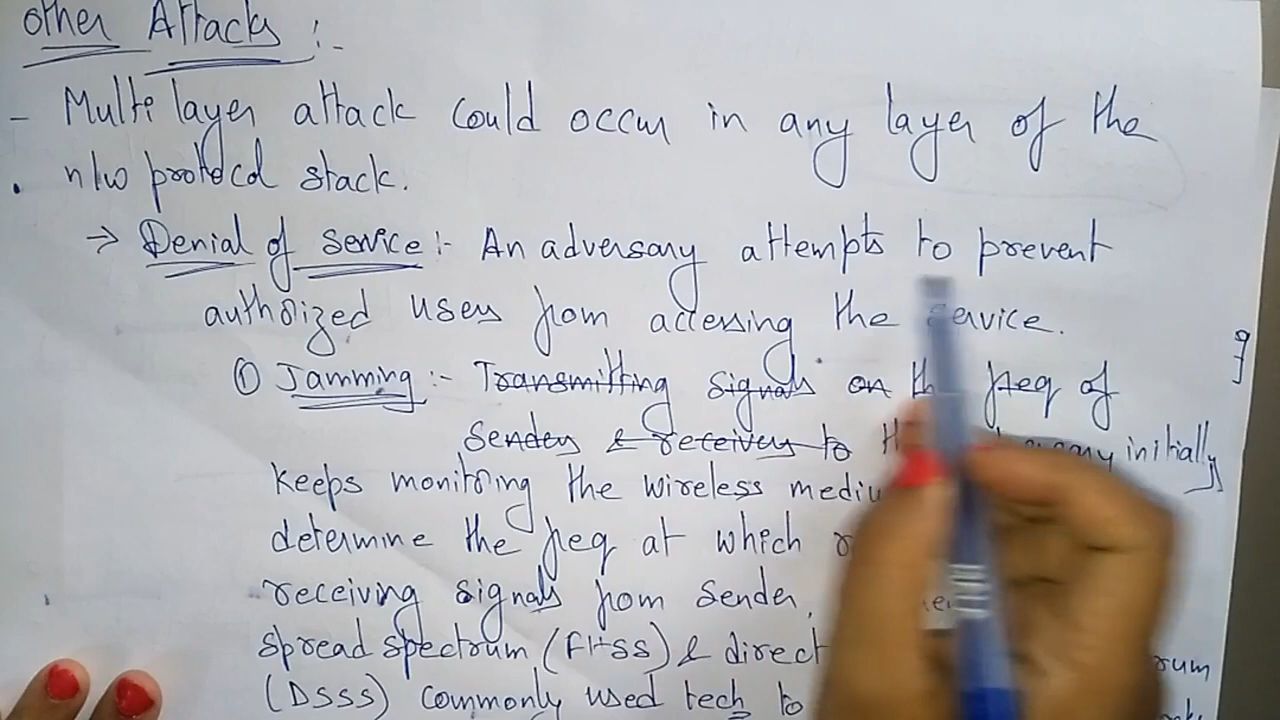 other Attacks :-
- Multi layer attack could occur in any layer of the
. n/w protocol stack.
→ Denial of service :- An adversary attempts to prevent
authorized users from accessing the service.
① Jamming :- Transmitting signals on the freq of
senders & receivers to initially
keeps monitoring the wireless
determine the freq at which
receiving signals from sender,
spread spectrum (FHSS) & direct
(DSSS) commonly used tech to